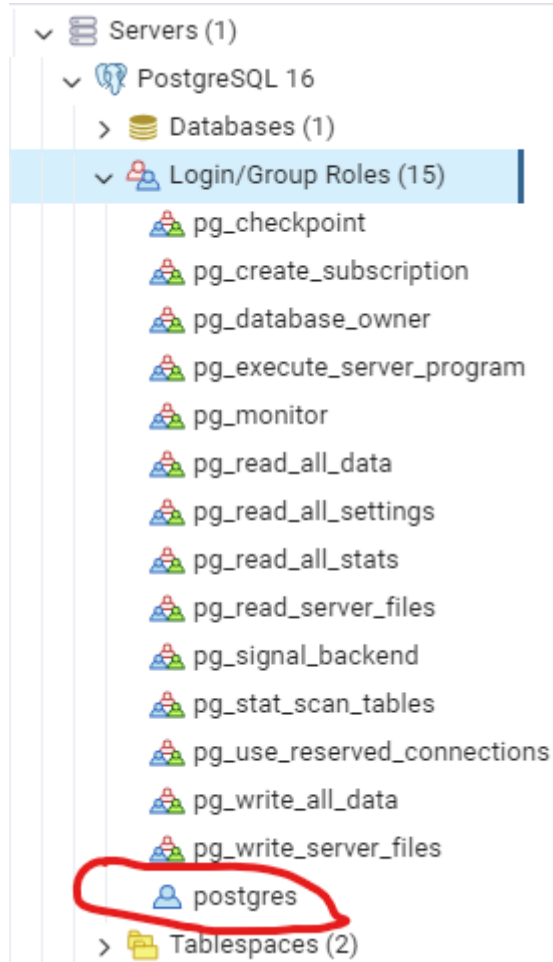 Servers (1)
PostgreSQL 16
Databases (1)
Login/Group Roles (15)
pg_checkpoint
pg_create_subscription
pg_database_owner
pg_execute_server_program
pg_monitor
pg_read_all_data
pg_read_all_settings
pg_read_all_stats
pg_read_server_files
pg_signal_backend
pg_stat_scan_tables
pg_use_reserved_connections
pg_write_all_data
pg_write_server_files
postgres
Tablespaces (2)